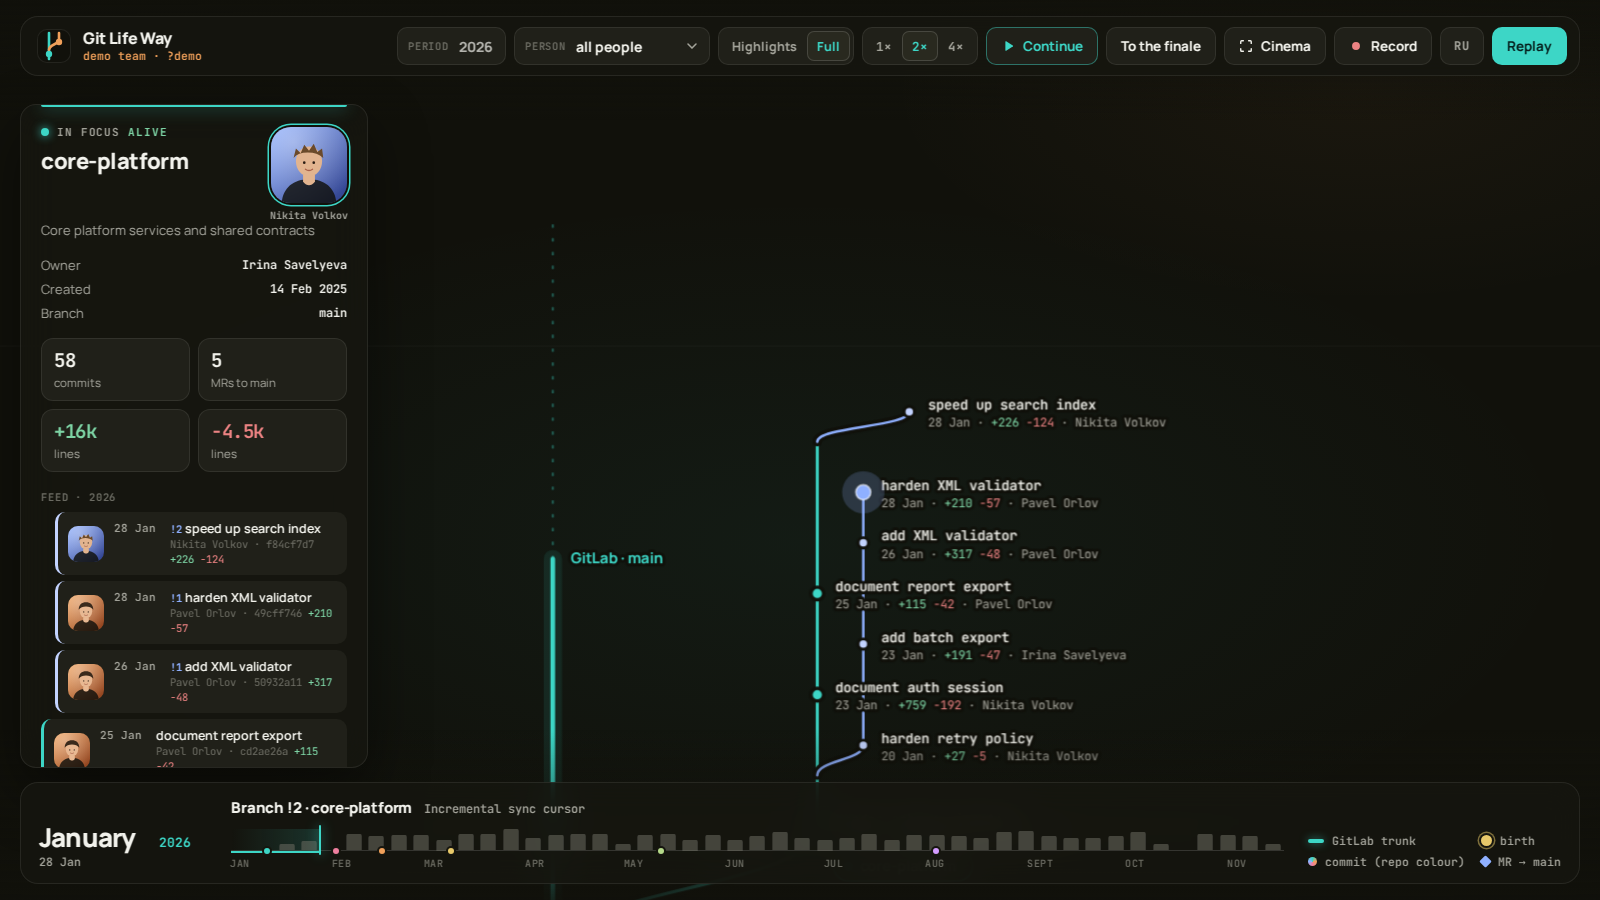 Git Life Way
demo team · ?demo
PERIOD 2026
PERSON all people
Highlights Full
1× 2× 4×
Continue
To the finale
Cinema
Record
RU
Replay
IN FOCUS ALIVE
core-platform
Nikita Volkov
Core platform services and shared contracts
Owner Irina Savelyeva
Created 14 Feb 2025
Branch main
58
commits
5
MRs to main
+16k
lines
-4.5k
lines
FEED · 2026
28 Jan !2 speed up search index
Nikita Volkov · f84cf7d7
+226 -124
28 Jan !1 harden XML validator
Pavel Orlov · 49cff746 +210
-57
26 Jan !1 add XML validator
Pavel Orlov · 50932a11 +317
-48
25 Jan document report export
Pavel Orlov · cd2ae26a +115
-42
speed up search index
28 Jan · +226 -124 · Nikita Volkov
harden XML validator
28 Jan · +210 -57 · Pavel Orlov
add XML validator
26 Jan · +317 -48 · Pavel Orlov
GitLab · main
document report export
25 Jan · +115 -42 · Pavel Orlov
add batch export
23 Jan · +191 -47 · Irina Savelyeva
document auth session
23 Jan · +759 -192 · Nikita Volkov
harden retry policy
20 Jan · +27 -5 · Nikita Volkov
Branch !2 · core-platform Incremental sync cursor
January 2026
28 Jan
JAN FEB MAR APR MAY JUN JUL AUG SEPT OCT NOV
GitLab trunk
birth
commit (repo colour)
MR → main